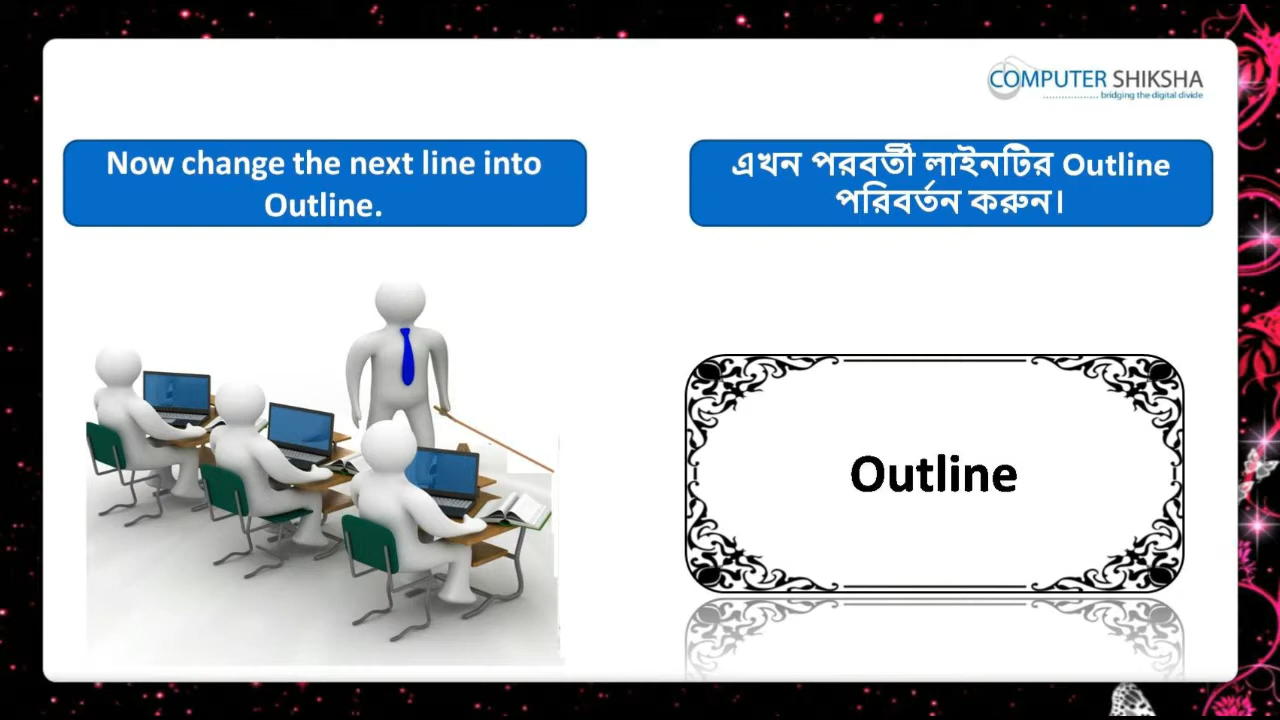 COMPUTER SHIKSHA
bridging the digital divide
Now change the next line into
Outline.
এখন পরবর্তী লাইনটির Outline
পরিবর্তন করুন।
Outline